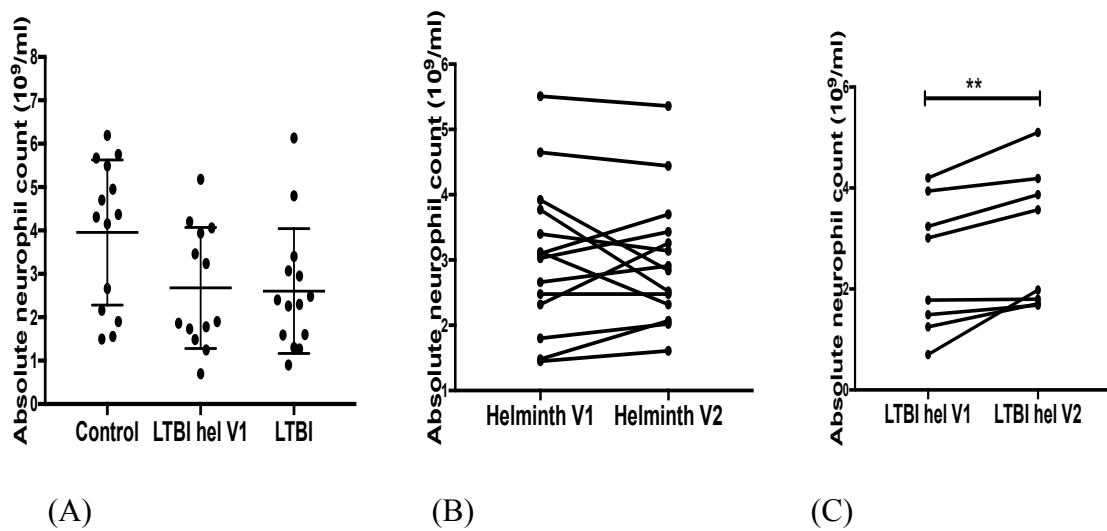 Absolute neurophil count (10⁹/ml)
8
7
6
5
4
3
2
1
0
Control LTBI hel V1 LTBI
(A)
Absolute neurophil count (10⁹/ml)
6
5
4
3
2
1
Helminth V1 Helminth V2
(B)
Absolute neurophil count (10⁹/ml)
**
6
4
2
0
LTBI hel V1 LTBI hel V2
(C)